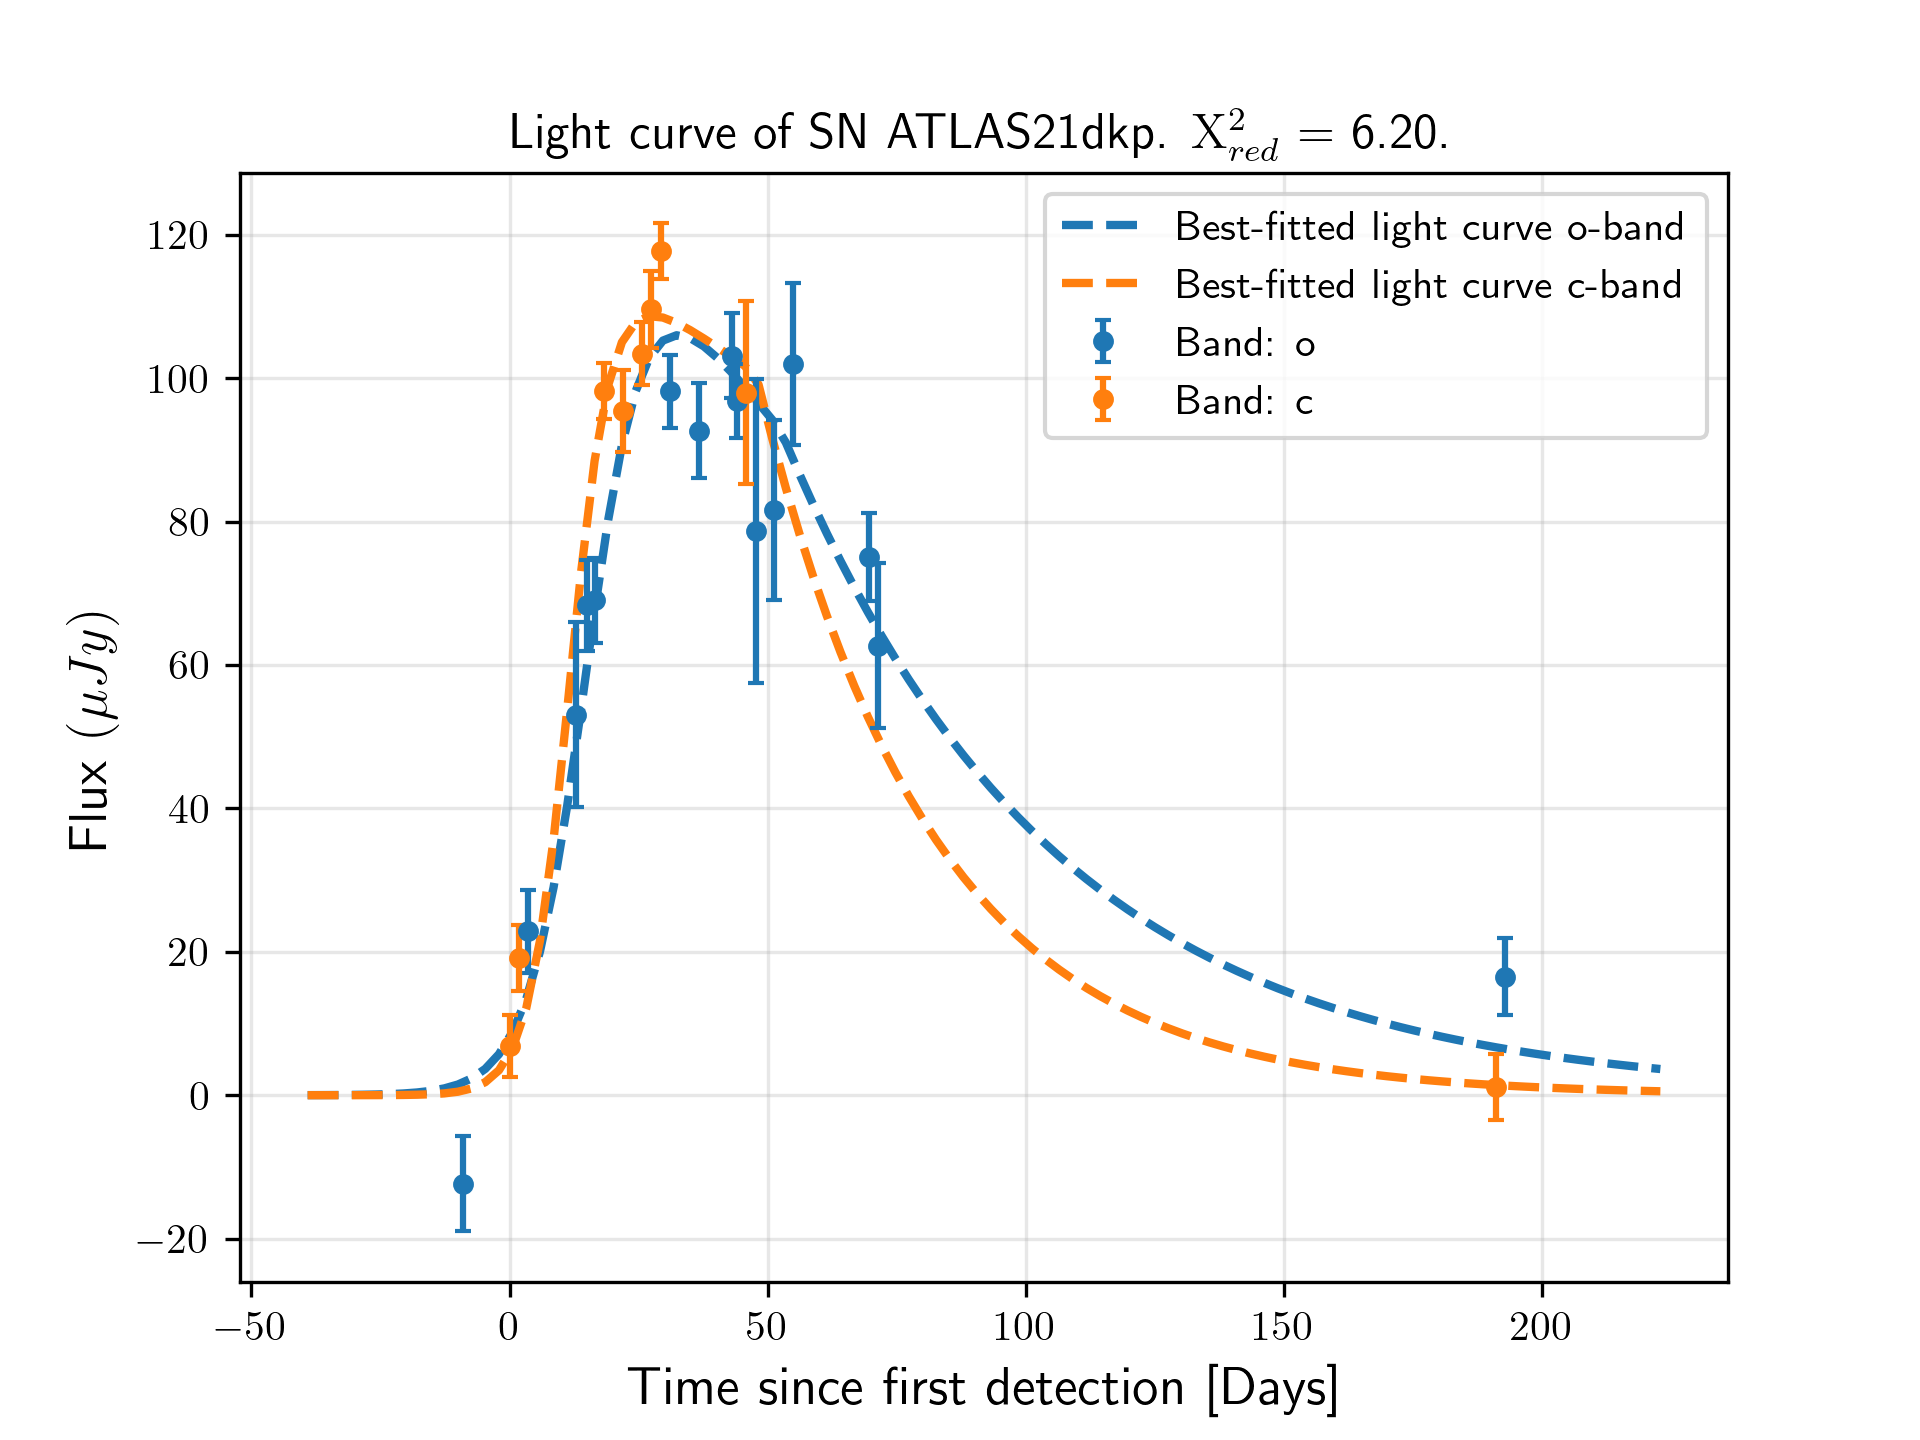 Light curve of SN ATLAS21dkp. X²_red = 6.20.
Best-fitted light curve o-band
Best-fitted light curve c-band
Band: o
Band: c
120
100
80
60
40
20
0
−20
Flux (μJy)
−50 0 50 100 150 200
Time since first detection [Days]